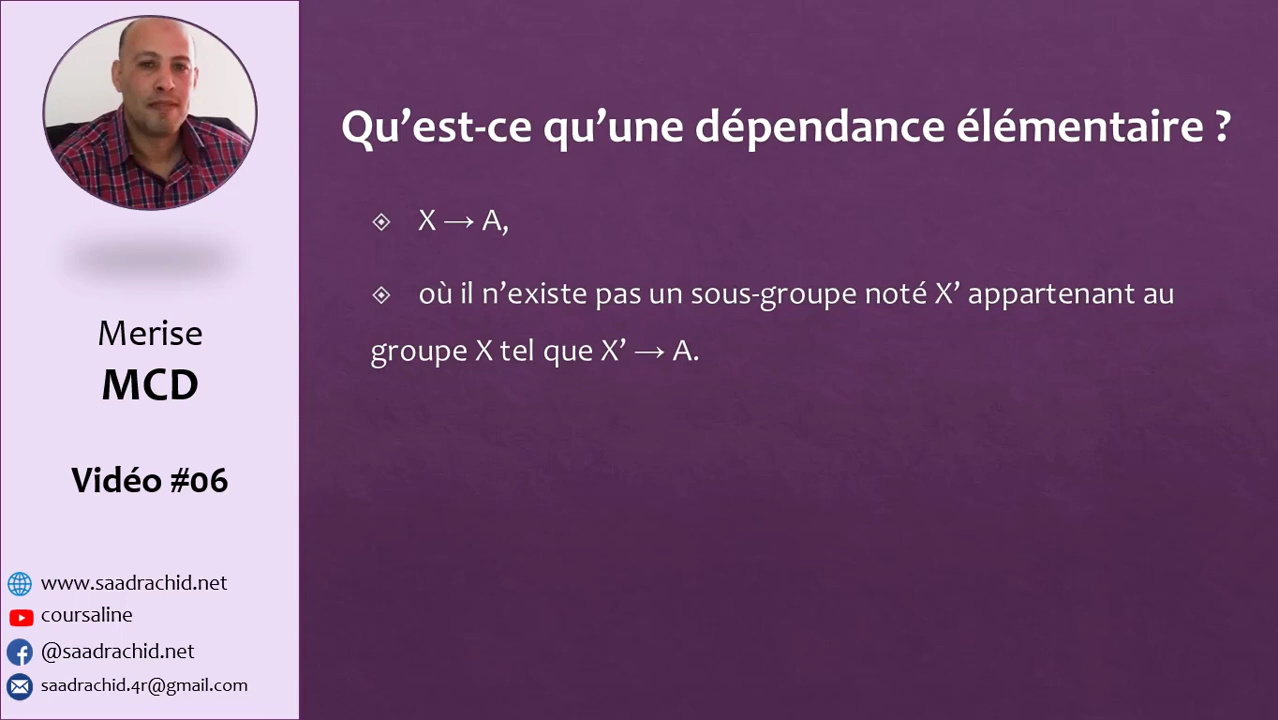 Qu’est-ce qu’une dépendance élémentaire ?
X → A,
où il n’existe pas un sous-groupe noté X’ appartenant au
groupe X tel que X’ → A.
Merise
MCD
Vidéo #06
www.saadrachid.net
coursaline
@saadrachid.net
saadrachid.4r@gmail.com